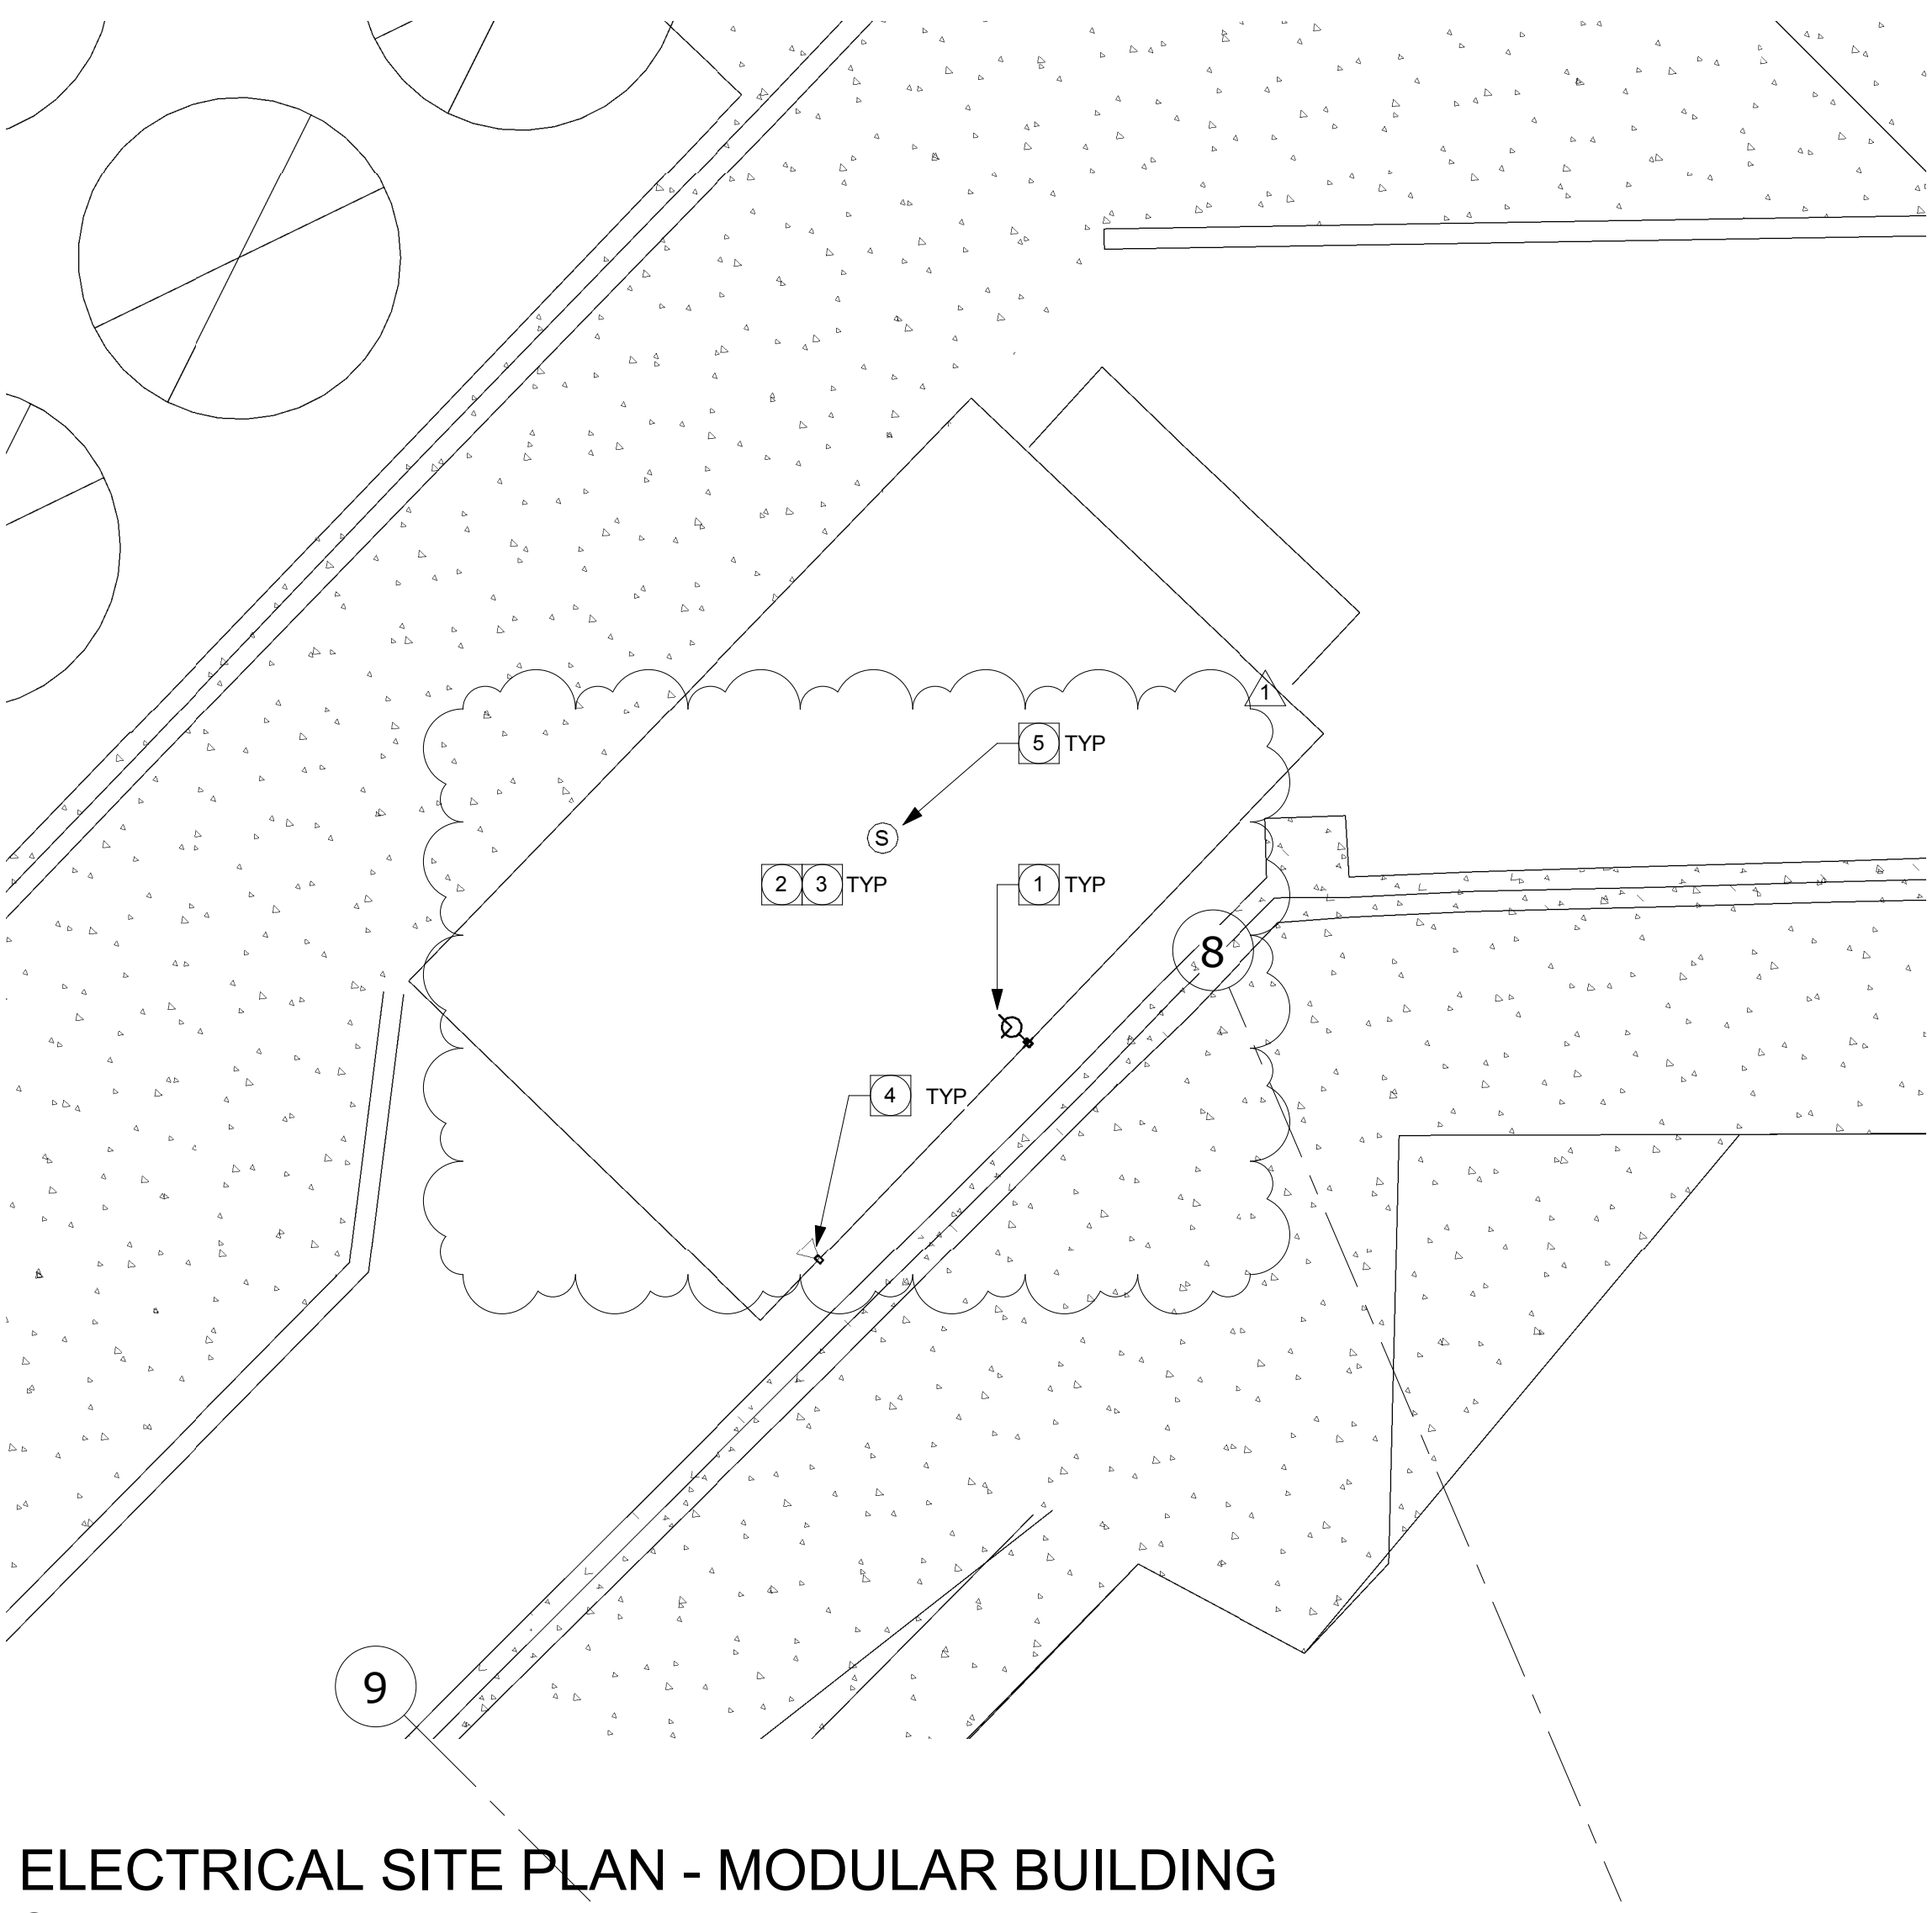 1
5 TYP
S
2 3 TYP
1 TYP
8
4 TYP
9
ELECTRICAL SITE PLAN - MODULAR BUILDING